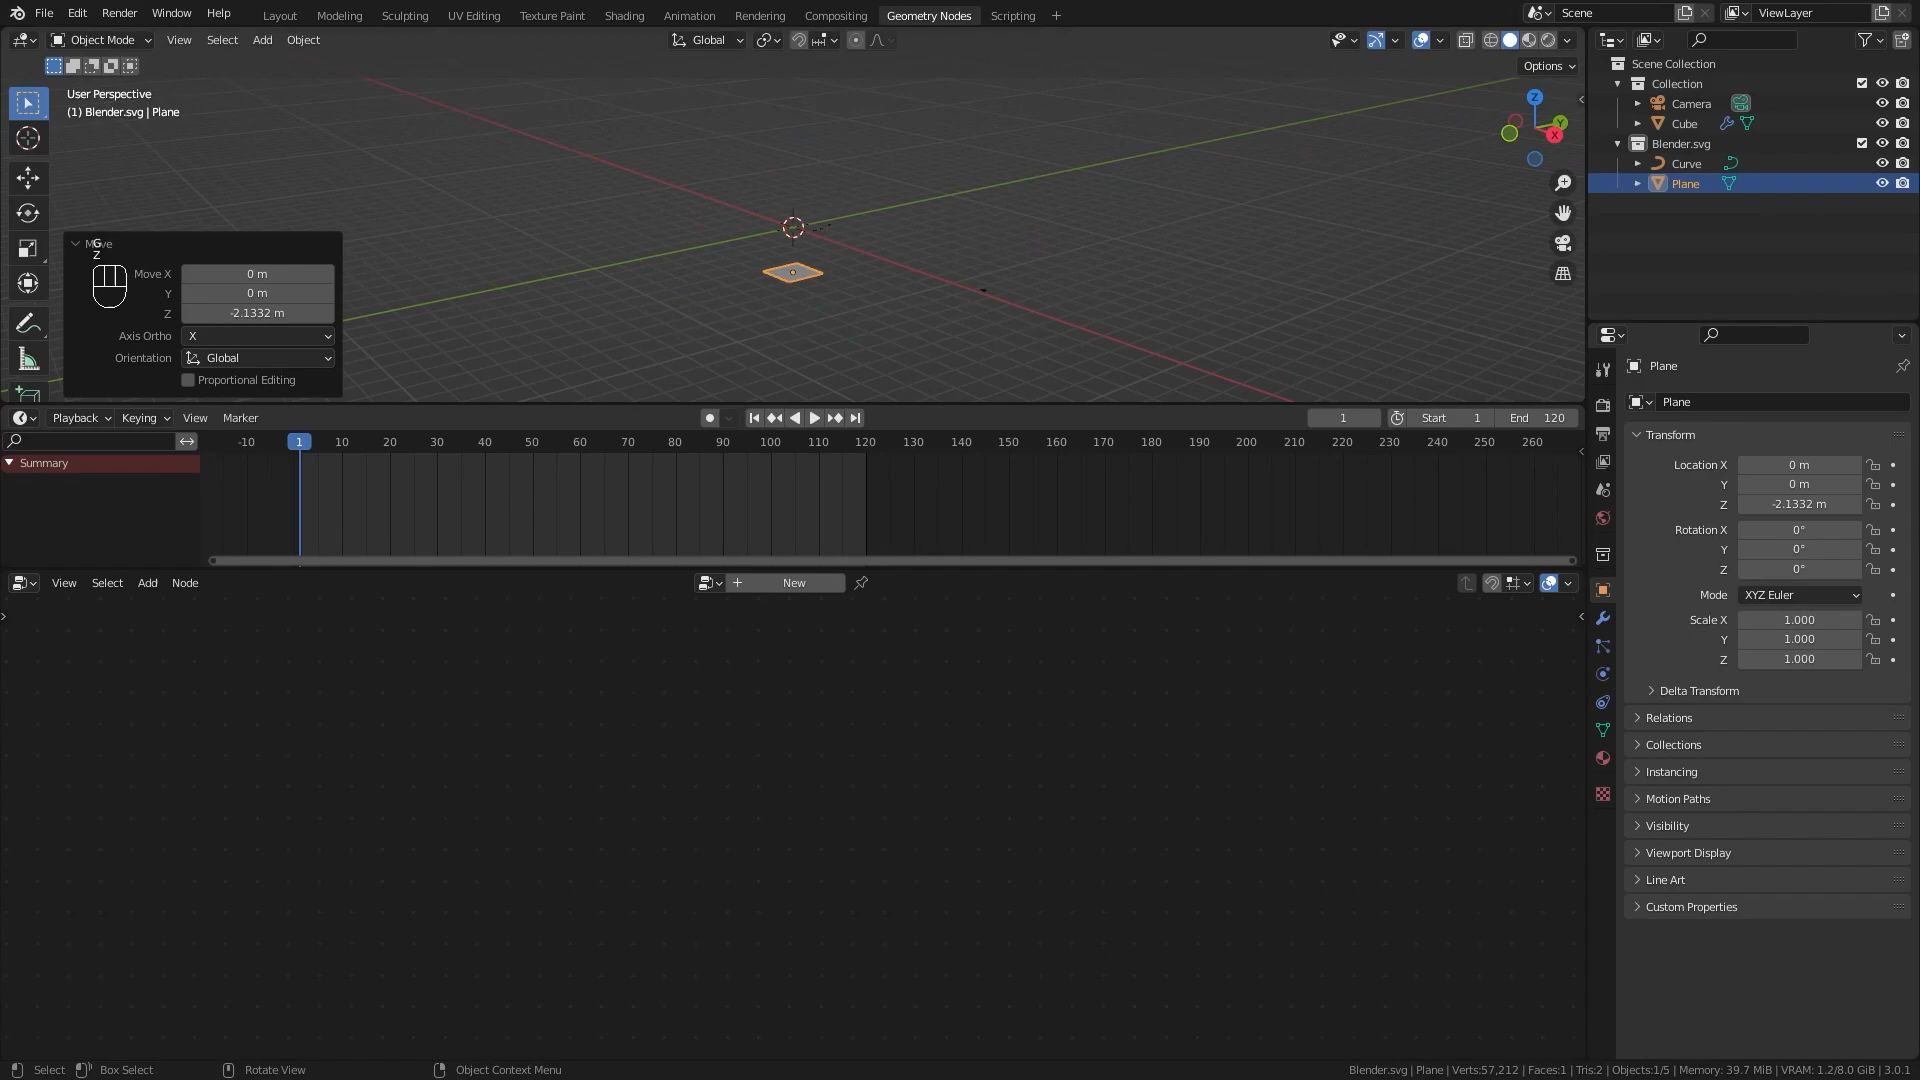 File Edit Render Window Help
Layout Modeling Sculpting UV Editing Texture Paint Shading Animation Rendering Compositing Geometry Nodes Scripting +
Scene
ViewLayer
Object Mode View Select Add Object
Global
Options
User Perspective
(1) Blender.svg | Plane
Z
Y
X
G
Z
Move X 0 m
Y 0 m
Z -2.1332 m
Axis Ortho X
Orientation Global
Proportional Editing
Scene Collection
Collection
Camera
Cube
Blender.svg
Curve
Plane
Playback Keying View Marker
1
Start 1
End 120
-10 1 10 20 30 40 50 60 70 80 90 100 110 120 130 140 150 160 170 180 190 200 210 220 230 240 250 260
Summary
View Select Add Node
+ New
Plane
Plane
Transform
Location X 0 m
Y 0 m
Z -2.1332 m
Rotation X 0°
Y 0°
Z 0°
Mode XYZ Euler
Scale X 1.000
Y 1.000
Z 1.000
Delta Transform
Relations
Collections
Instancing
Motion Paths
Visibility
Viewport Display
Line Art
Custom Properties
Select Box Select Rotate View Object Context Menu
Blender.svg | Plane | Verts:57,212 | Faces:1 | Tris:2 | Objects:1/5 | Memory: 39.7 MiB | VRAM: 1.2/8.0 GiB | 3.0.1